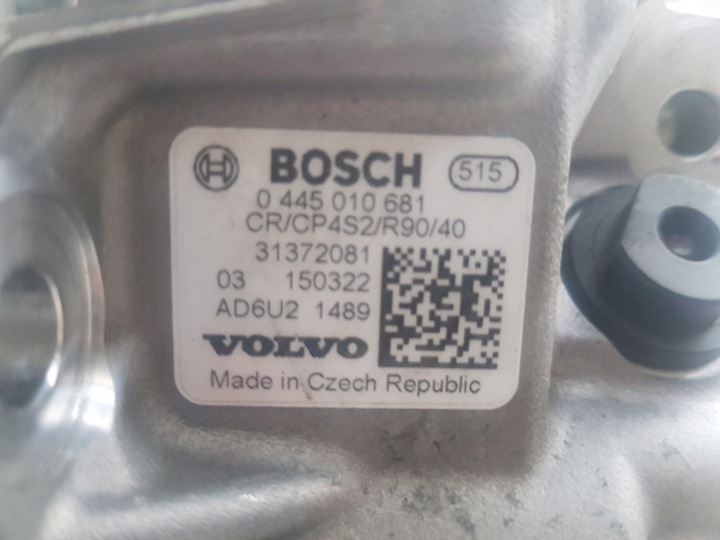 BOSCH 515
0 445 010 681
CR/CP4S2/R90/40
31372081
03 150322
AD6U2 1489
VOLVO
Made in Czech Republic